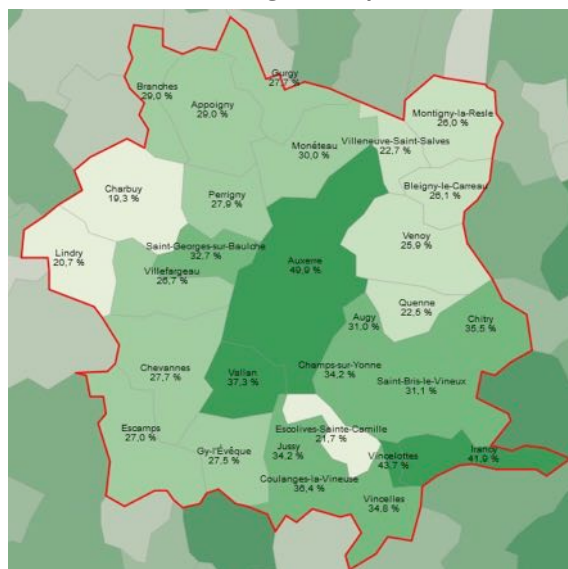 Gurgy
27,7 %
Branches
29,0 %
Appoigny
29,0 %
Montigny-la-Resle
26,0 %
Monéteau
30,0 %
Villeneuve-Saint-Salves
22,7 %
Charbuy
19,3 %
Perrigny
27,9 %
Bleigny-le-Carreau
26,1 %
Venoy
25,9 %
Lindry
20,7 %
Saint-Georges-sur-Baulche
32,7 %
Villefargeau
26,7 %
Auxerre
49,9 %
Quenne
22,5 %
Augy
31,0 %
Chitry
35,5 %
Chevannes
27,7 %
Vallan
37,3 %
Champs-sur-Yonne
34,2 %
Saint-Bris-le-Vineux
31,1 %
Escamps
27,0 %
Gy-l'Évêque
27,5 %
Escolives-Sainte-Camille
21,7 %
Jussy
34,2 %
Vincelottes
43,7 %
Irancy
41,9 %
Coulanges-la-Vineuse
36,4 %
Vincelles
34,8 %